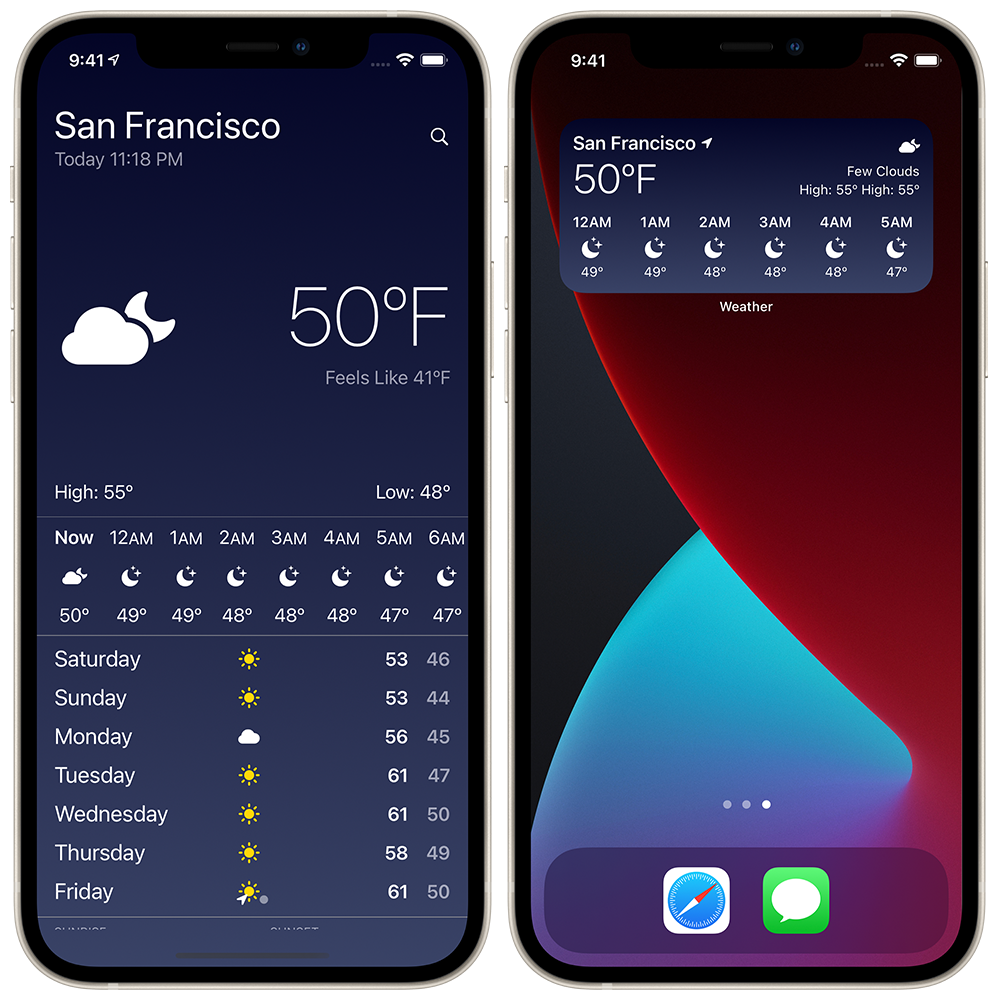 9:41
San Francisco
Today 11:18 PM
50°F
Feels Like 41°F
High: 55° Low: 48°
Now 12AM 1AM 2AM 3AM 4AM 5AM 6AM
50° 49° 49° 48° 48° 48° 47° 47°
Saturday 53 46
Sunday 53 44
Monday 56 45
Tuesday 61 47
Wednesday 61 50
Thursday 58 49
Friday 61 50
9:41
San Francisco
50°F
Few Clouds
High: 55° High: 55°
12AM 1AM 2AM 3AM 4AM 5AM
49° 49° 48° 48° 48° 47°
Weather